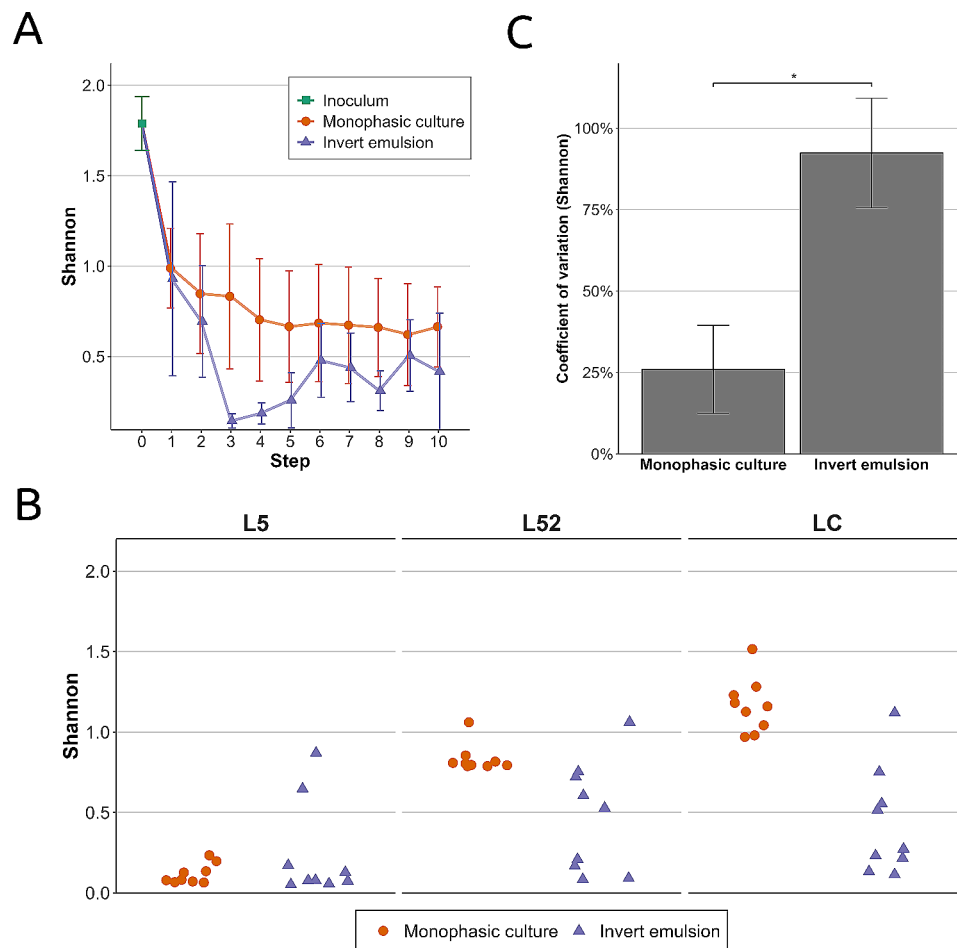 A
Shannon
2.0
1.5
1.0
0.5
Inoculum
Monophasic culture
Invert emulsion
0 1 2 3 4 5 6 7 8 9 10
Step
C
Coefficient of variation (Shannon)
*
100%
75%
50%
25%
0%
Monophasic culture Invert emulsion
B
L5 L52 LC
Shannon
2.0
1.5
1.0
0.5
0.0
Monophasic culture Invert emulsion